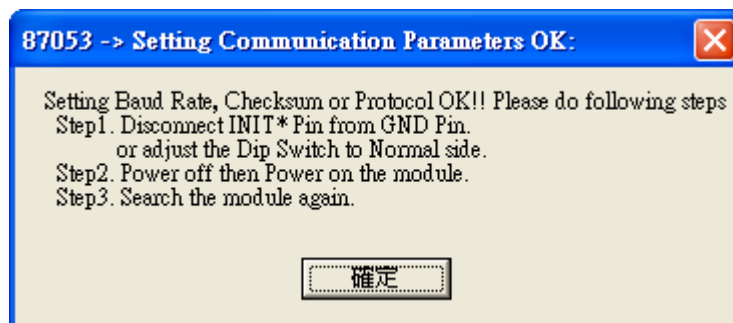 87053 -> Setting Communication Parameters OK:
Setting Baud Rate, Checksum or Protocol OK!! Please do following steps
Step1. Disconnect INIT* Pin from GND Pin.
or adjust the Dip Switch to Normal side.
Step2. Power off then Power on the module.
Step3. Search the module again.
確定